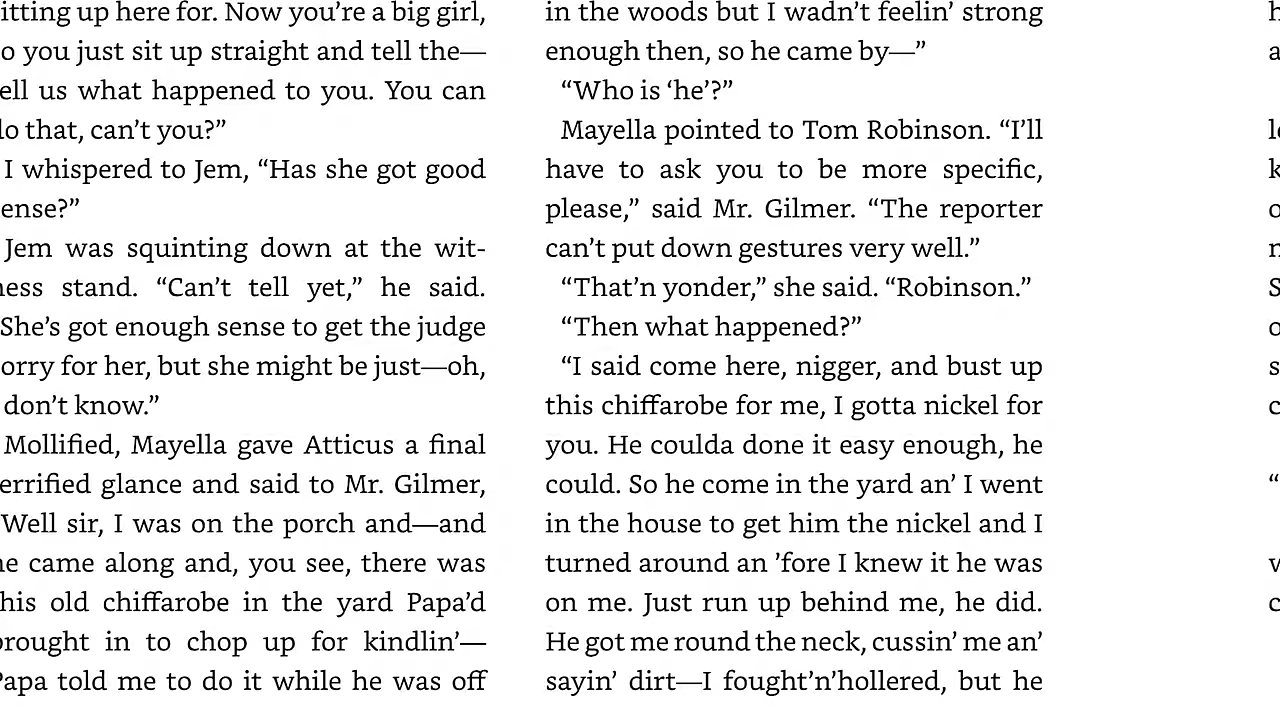 itting up here for. Now you’re a big girl,
o you just sit up straight and tell the—
ell us what happened to you. You can
do that, can’t you?”
I whispered to Jem, “Has she got good
ense?”
Jem was squinting down at the wit-
ness stand. “Can’t tell yet,” he said.
She’s got enough sense to get the judge
orry for her, but she might be just—oh,
don’t know.”
Mollified, Mayella gave Atticus a final
errified glance and said to Mr. Gilmer,
Well sir, I was on the porch and—and
he came along and, you see, there was
his old chiffarobe in the yard Papa’d
brought in to chop up for kindlin’—
Papa told me to do it while he was off
in the woods but I wadn’t feelin’ strong
enough then, so he came by—”
“Who is ‘he’?”
Mayella pointed to Tom Robinson. “I’ll
have to ask you to be more specific,
please,” said Mr. Gilmer. “The reporter
can’t put down gestures very well.”
“That’n yonder,” she said. “Robinson.”
“Then what happened?”
“I said come here, nigger, and bust up
this chiffarobe for me, I gotta nickel for
you. He coulda done it easy enough, he
could. So he come in the yard an’ I went
in the house to get him the nickel and I
turned around an ’fore I knew it he was
on me. Just run up behind me, he did.
He got me round the neck, cussin’ me an’
sayin’ dirt—I fought’n’hollered, but he